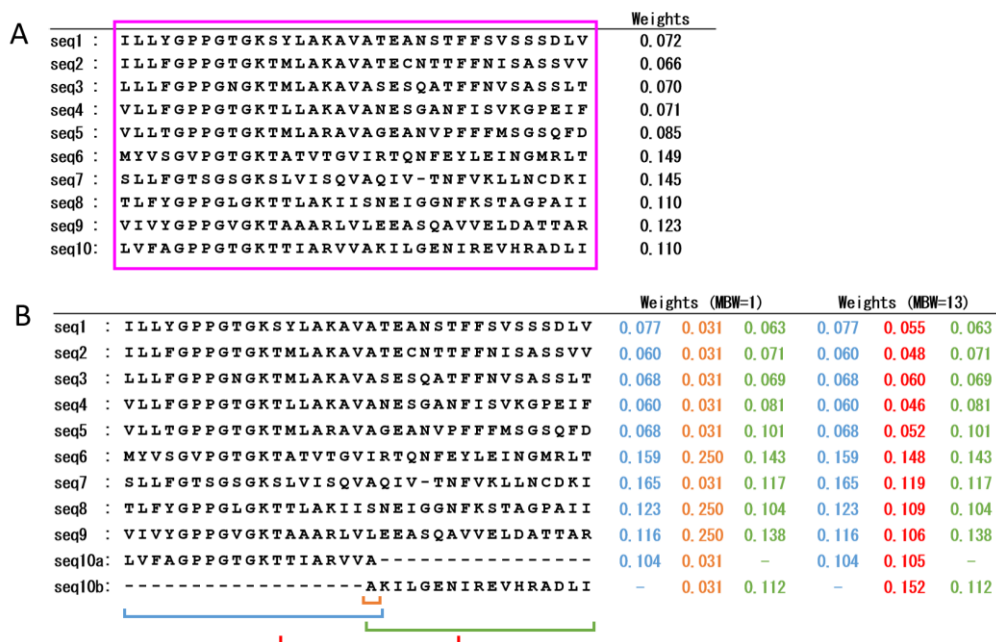 A
Weights
seq1 : ILLYGPPGTGKSYLAKAVATEANSTFFSVSSSDLV 0.072
seq2 : ILLFGPPGTGKTMLAKAVATECNTTFFNISASSVV 0.066
seq3 : LLLFGPPGNGKTMLAKAVASESQATFFNVSASSLT 0.070
seq4 : VLLFGPPGTGKTLLAKAVANESGANFISVKGPEIF 0.071
seq5 : VLLTGPPGTGKTMLARAVAGEANVPFFFMSGSQFD 0.085
seq6 : MYVSGVPGTGKTATVTGVIRTQNFEYLEINGMRLT 0.149
seq7 : SLLFGTSGSGKSLVISQVAQIV-TNFVKLLNCDKI 0.145
seq8 : TLFYGPPGLGKTTLAKIISNEIGGNFKSTAGPAII 0.110
seq9 : VIVYGPPGVGKTAAARLVLEEASQAVVELDATTAR 0.123
seq10: LVFAGPPGTGKTTIARVVAKILGENIREVHRADLI 0.110
B
Weights (MBW=1) Weights (MBW=13)
seq1 : ILLYGPPGTGKSYLAKAVATEANSTFFSVSSSDLV 0.077 0.031 0.063 0.077 0.055 0.063
seq2 : ILLFGPPGTGKTMLAKAVATECNTTFFNISASSVV 0.060 0.031 0.071 0.060 0.048 0.071
seq3 : LLLFGPPGNGKTMLAKAVASESQATFFNVSASSLT 0.068 0.031 0.069 0.068 0.060 0.069
seq4 : VLLFGPPGTGKTLLAKAVANESGANFISVKGPEIF 0.060 0.031 0.081 0.060 0.046 0.081
seq5 : VLLTGPPGTGKTMLARAVAGEANVPFFFMSGSQFD 0.068 0.031 0.101 0.068 0.052 0.101
seq6 : MYVSGVPGTGKTATVTGVIRTQNFEYLEINGMRLT 0.159 0.250 0.143 0.159 0.148 0.143
seq7 : SLLFGTSGSGKSLVISQVAQIV-TNFVKLLNCDKI 0.165 0.031 0.117 0.165 0.119 0.117
seq8 : TLFYGPPGLGKTTLAKIISNEIGGNFKSTAGPAII 0.123 0.250 0.104 0.123 0.109 0.104
seq9 : VIVYGPPGVGKTAAARLVLEEASQAVVELDATTAR 0.116 0.250 0.138 0.116 0.106 0.138
seq10a : LVFAGPPGTGKTTIARVVA---------------- 0.104 0.031 - 0.104 0.105 -
seq10b : ------------------AKILGENIREVHRADLI - 0.031 0.112 - 0.152 0.112